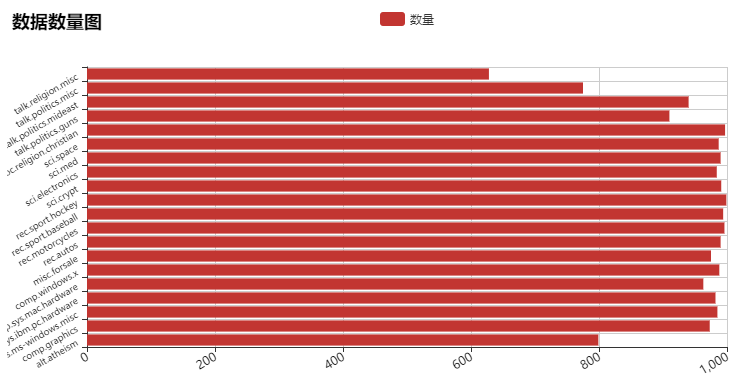 数据数量图
数量
talk.religion.misc
talk.politics.misc
talk.politics.mideast
talk.politics.guns
oc.religion.christian
sci.space
sci.med
sci.electronics
sci.crypt
rec.sport.hockey
rec.sport.baseball
rec.motorcycles
rec.autos
misc.forsale
comp.windows.x
p.sys.mac.hardware
ys.ibm.pc.hardware
s.ms-windows.misc
comp.graphics
alt.atheism
0 200 400 600 800 1,000